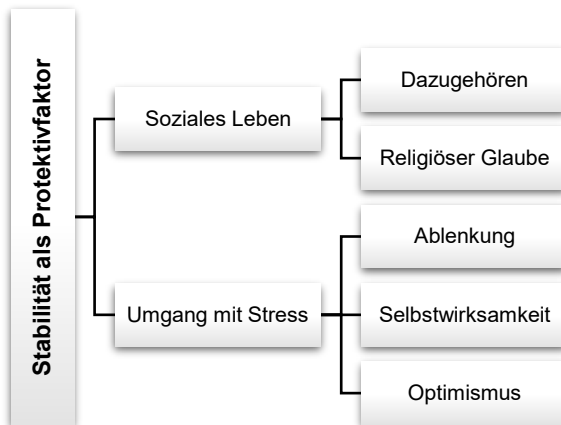 Stabilität als Protektivfaktor
Soziales Leben
Dazugehören
Religiöser Glaube
Umgang mit Stress
Ablenkung
Selbstwirksamkeit
Optimismus